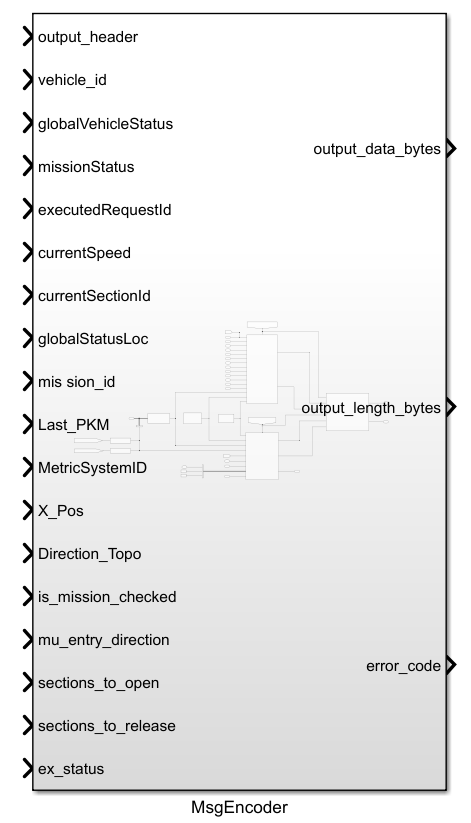 output_header
vehicle_id
globalVehicleStatus
output_data_bytes
missionStatus
executedRequestId
currentSpeed
currentSectionId
globalStatusLoc
mis sion_id
output_length_bytes
Last_PKM
MetricSystemID
X_Pos
Direction_Topo
is_mission_checked
mu_entry_direction
error_code
sections_to_open
sections_to_release
ex_status
MsgEncoder